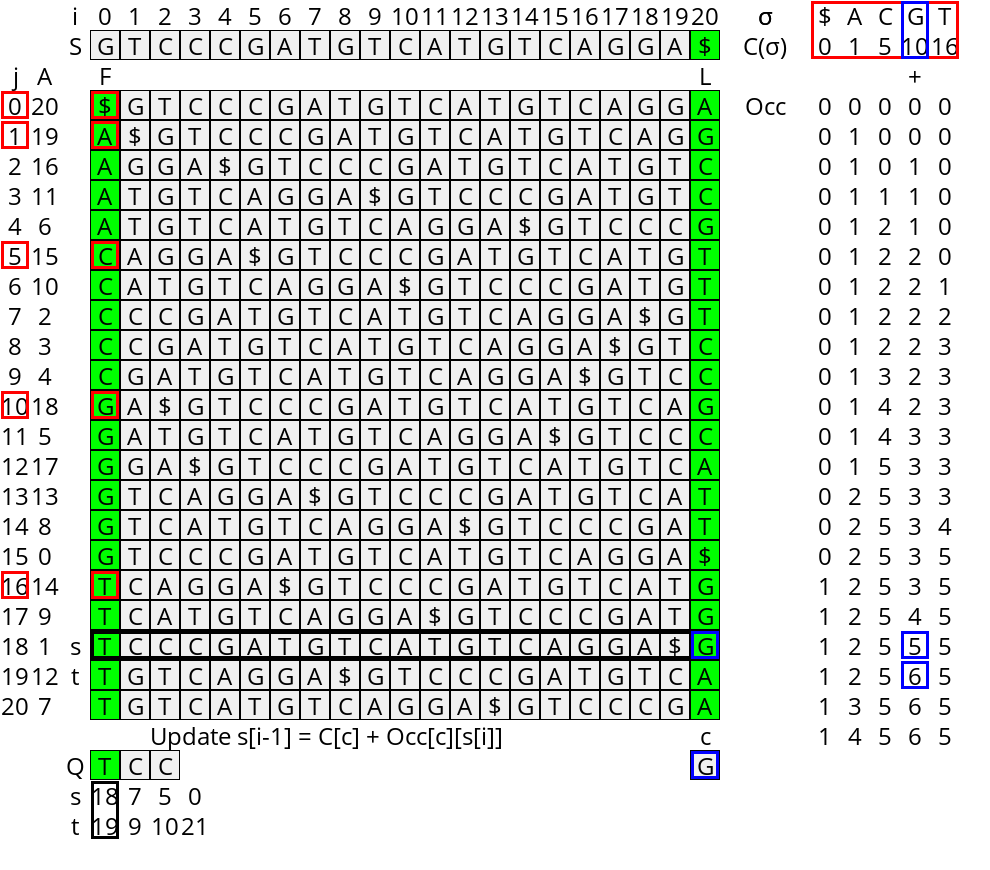 i 0 1 2 3 4 5 6 7 8 9 10 11 12 13 14 15 16 17 18 19 20 σ $ A C G T
S G T C C C G A T G T C A T G T C A G G A $ C(σ) 0 1 5 10 16
j A F L +
0 20 $ G T C C C G A T G T C A T G T C A G G A Occ 0 0 0 0 0
1 19 A $ G T C C C G A T G T C A T G T C A G G 0 1 0 0 0
2 16 A G G A $ G T C C C G A T G T C A T G T C 0 1 0 1 0
3 11 A T G T C A G G A $ G T C C C G A T G T C 0 1 1 1 0
4 6 A T G T C A T G T C A G G A $ G T C C C G 0 1 2 1 0
5 15 C A G G A $ G T C C C G A T G T C A T G T 0 1 2 2 0
6 10 C A T G T C A G G A $ G T C C C G A T G T 0 1 2 2 1
7 2 C C C G A T G T C A T G T C A G G A $ G T 0 1 2 2 2
8 3 C C G A T G T C A T G T C A G G A $ G T C 0 1 2 2 3
9 4 C G A T G T C A T G T C A G G A $ G T C C 0 1 3 2 3
10 18 G A $ G T C C C G A T G T C A T G T C A G 0 1 4 2 3
11 5 G A T G T C A T G T C A G G A $ G T C C C 0 1 4 3 3
12 17 G G A $ G T C C C G A T G T C A T G T C A 0 1 5 3 3
13 13 G T C A G G A $ G T C C C G A T G T C A T 0 2 5 3 3
14 8 G T C A T G T C A G G A $ G T C C C G A T 0 2 5 3 4
15 0 G T C C C G A T G T C A T G T C A G G A $ 0 2 5 3 5
16 14 T C A G G A $ G T C C C G A T G T C A T G 1 2 5 3 5
17 9 T C A T G T C A G G A $ G T C C C G A T G 1 2 5 4 5
18 1 s T C C C G A T G T C A T G T C A G G A $ G 1 2 5 5 5
19 12 t T G T C A G G A $ G T C C C G A T G T C A 1 2 5 6 5
20 7 T G T C A T G T C A G G A $ G T C C C G A 1 3 5 6 5
Update s[i-1] = C[c] + Occ[c][s[i]] c 1 4 5 6 5
Q T C C G
s 18 7 5 0
t 19 9 10 21